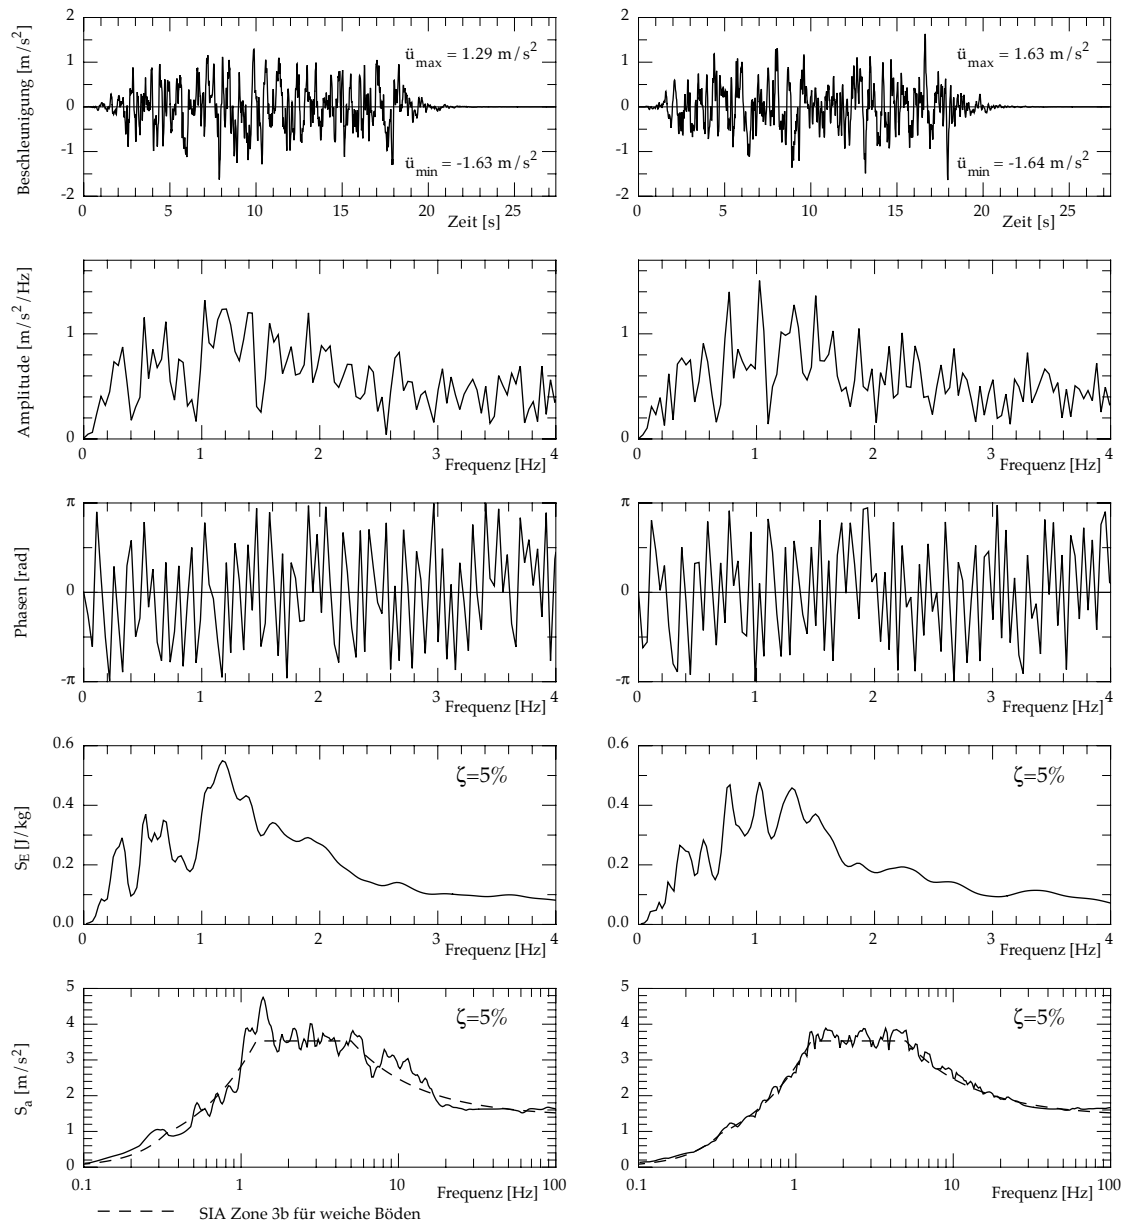 2
1
0
-1
-2
Beschleunigung [m/s²]
ü max = 1.29 m/s²
ü min = -1.63 m/s²
0 5 10 15 20 25
Zeit [s]
2
1
0
-1
-2
ü max = 1.63 m/s²
ü min = -1.64 m/s²
0 5 10 15 20 25
Zeit [s]
Amplitude [m/s²/Hz]
1
0
0 1 2 3 4
Frequenz [Hz]
1
0
0 1 2 3 4
Frequenz [Hz]
Phasen [rad]
π
0
-π
0 1 2 3 4
Frequenz [Hz]
π
0
-π
0 1 2 3 4
Frequenz [Hz]
S_E [J/kg]
0.6
0.4
0.2
0.0
ζ=5%
0 1 2 3 4
Frequenz [Hz]
0.6
0.4
0.2
0.0
ζ=5%
0 1 2 3 4
Frequenz [Hz]
S_a [m/s²]
5
4
3
2
1
0
ζ=5%
0.1 1 10 100
Frequenz [Hz]
5
4
3
2
1
0
ζ=5%
0.1 1 10 100
Frequenz [Hz]
SIA Zone 3b für weiche Böden